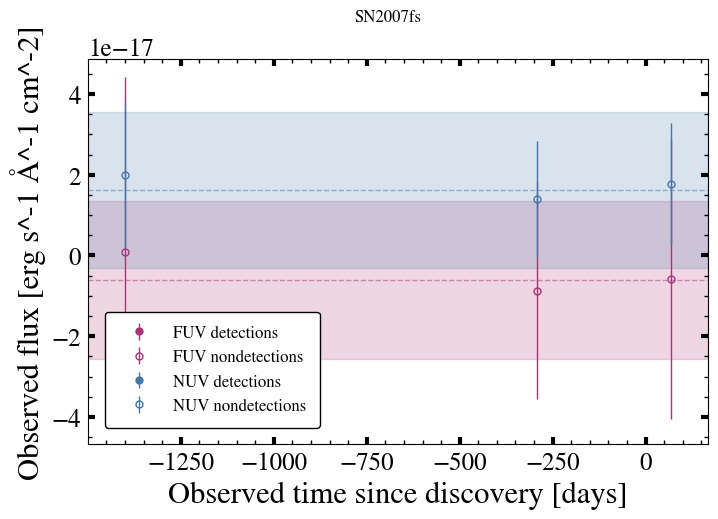 SN2007fs
1e−17
Observed flux [erg s^-1 Å^-1 cm^-2]
4
2
0
−2
−4
FUV detections
FUV nondetections
NUV detections
NUV nondetections
−1250 −1000 −750 −500 −250 0
Observed time since discovery [days]